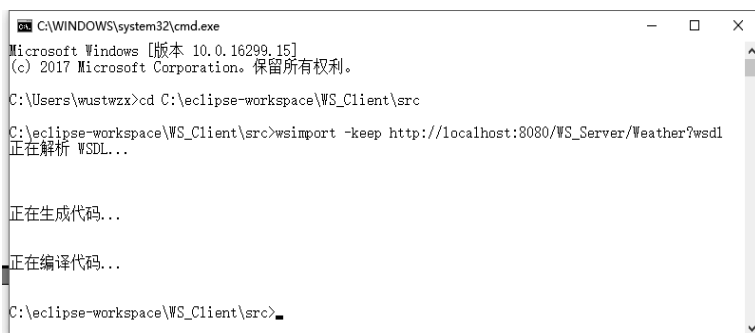 C:\WINDOWS\system32\cmd.exe
Microsoft Windows [版本 10.0.16299.15]
(c) 2017 Microsoft Corporation。保留所有权利。
C:\Users\wustwzx>cd C:\eclipse-workspace\WS_Client\src
C:\eclipse-workspace\WS_Client\src>wsimport -keep http://localhost:8080/WS_Server/Weather?wsdl
正在解析 WSDL...
正在生成代码...
正在编译代码...
C:\eclipse-workspace\WS_Client\src>